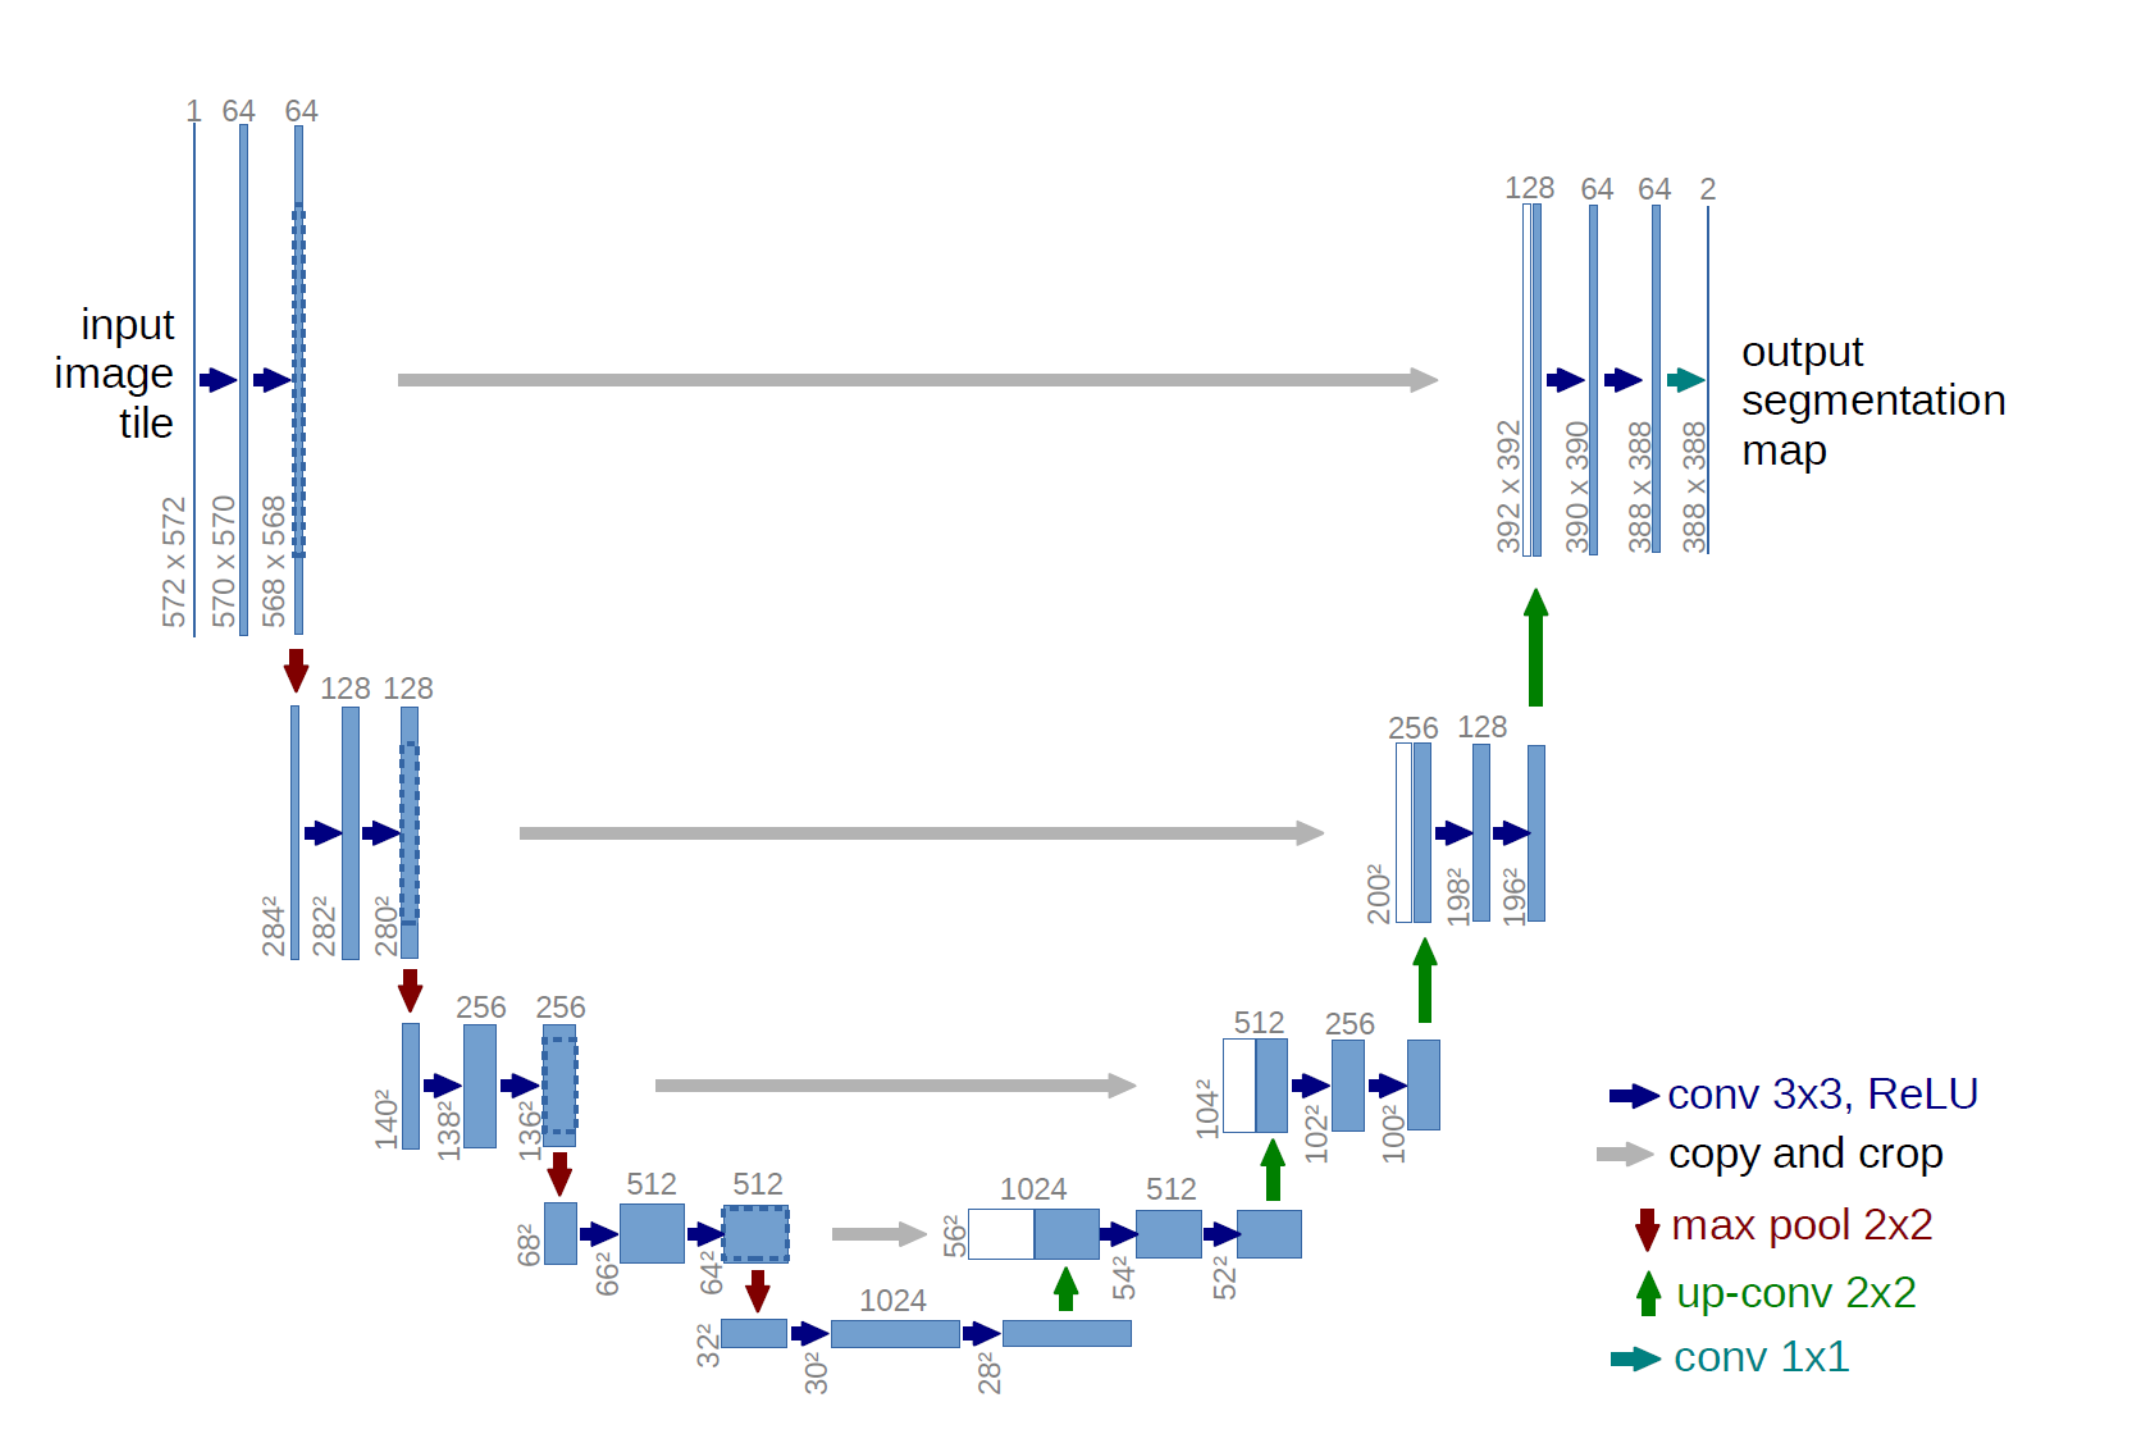 1 64 64
input
image
tile
572 x 572
570 x 570
568 x 568
128 64 64 2
392 x 392
390 x 390
388 x 388
388 x 388
output
segmentation
map
128 128
284²
282²
280²
256 128
200²
198²
196²
256 256
140²
138²
136²
512 256
104²
102²
100²
512 512
68²
66²
64²
1024 512
56²
54²
52²
1024
32²
30²
28²
conv 3x3, ReLU
copy and crop
max pool 2x2
up-conv 2x2
conv 1x1